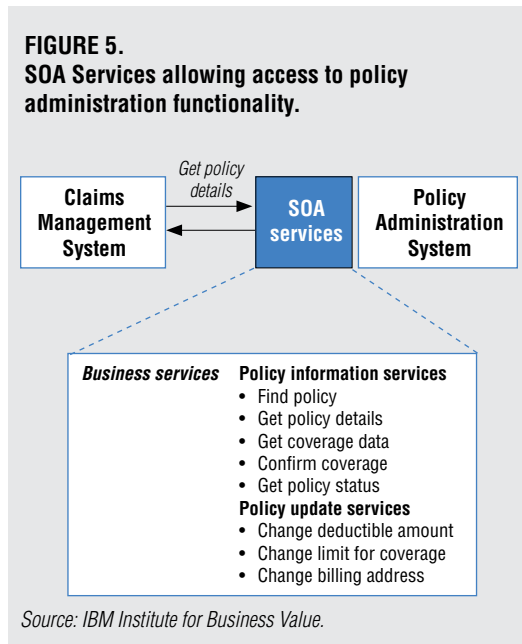 FIGURE 5.
SOA Services allowing access to policy
administration functionality.
Get policy
details
Claims
Management
System
SOA
services
Policy
Administration
System
Business services
Policy information services
• Find policy
• Get policy details
• Get coverage data
• Confirm coverage
• Get policy status
Policy update services
• Change deductible amount
• Change limit for coverage
• Change billing address
Source: IBM Institute for Business Value.